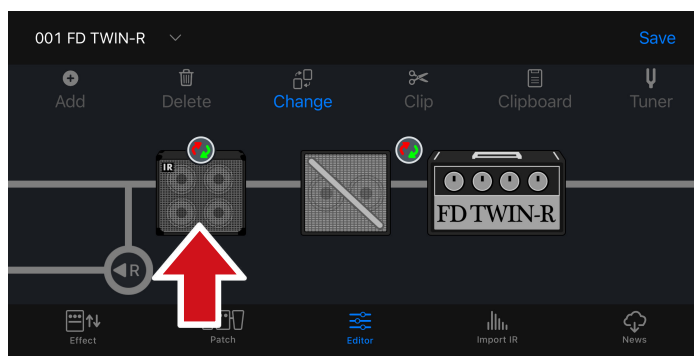 001 FD TWIN-R
Save
Add
Delete
Change
Clip
Clipboard
Tuner
IR
FD TWIN-R
R
Effect
Patch
Editor
Import IR
News